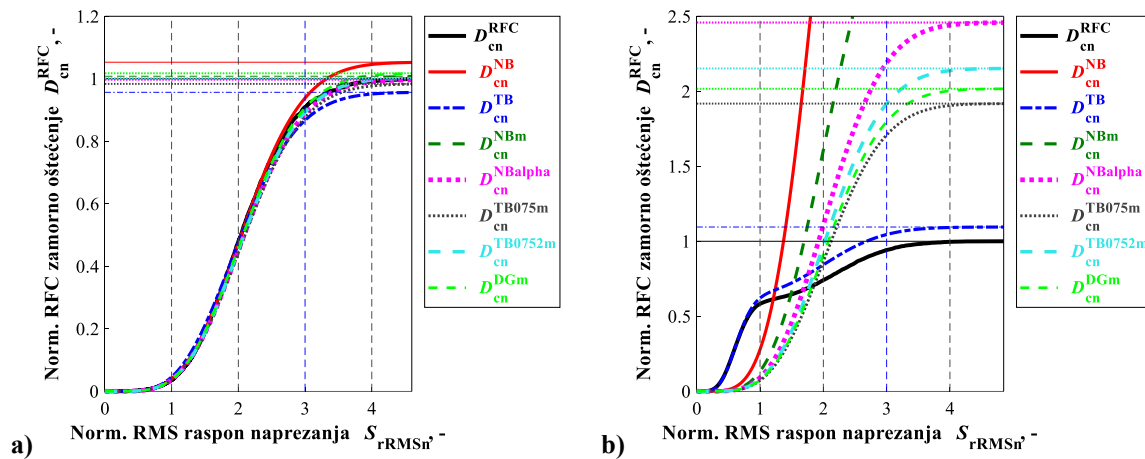 Norm. RFC zamorno oštećenje D_cn^RFC, -
1.2
1
0.8
0.6
0.4
0.2
0
0 1 2 3 4
Norm. RMS raspon naprezanja S_rRMSn, -
a)
D_cn^RFC
D_cn^NB
D_cn^TB
D_cn^NBm
D_cn^NBalpha
D_cn^TB075m
D_cn^TB0752m
D_cn^DGm
Norm. RFC zamorno oštećenje D_cn^RFC, -
2.5
2
1.5
1
0.5
0
0 1 2 3 4
Norm. RMS raspon naprezanja S_rRMSn, -
b)
D_cn^RFC
D_cn^NB
D_cn^TB
D_cn^NBm
D_cn^NBalpha
D_cn^TB075m
D_cn^TB0752m
D_cn^DGm